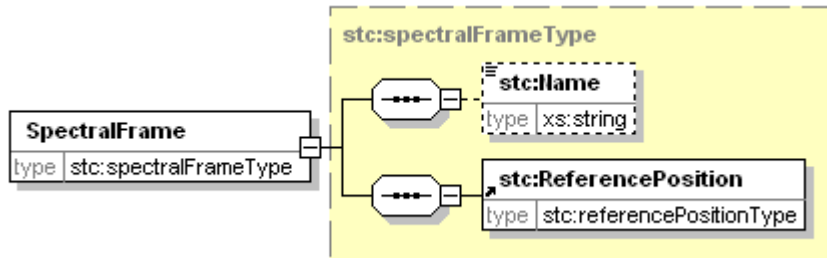 stc:spectralFrameType
stc:Name
type xs:string
SpectralFrame
type stc:spectralFrameType
stc:ReferencePosition
type stc:referencePositionType